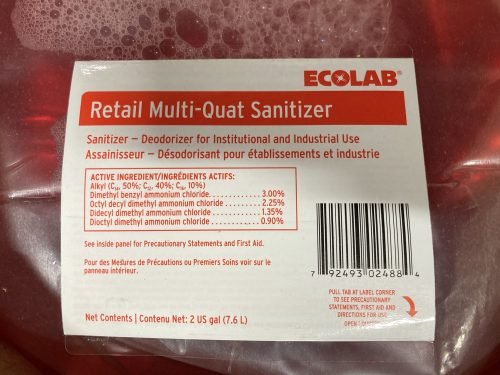 ECOLAB®
Retail Multi-Quat Sanitizer
Sanitizer – Deodorizer for Institutional and Industrial Use
Assainisseur – Désodorisant pour établissements et industrie
ACTIVE INGREDIENT/INGRÉDIENTS ACTIFS:
Alkyl (C14, 50%; C12, 40%; C16, 10%)
Dimethyl benzyl ammonium chloride............. 3.00%
Octyl decyl dimethyl ammonium chloride....... 2.25%
Didecyl dimethyl ammonium chloride............ 1.35%
Dioctyl dimethyl ammonium chloride............ 0.90%
See inside panel for Precautionary Statements and First Aid.
Pour des Mesures de Précautions ou Premiers Soins voir sur le
panneau intérieur.
7 92493 02488 4
PULL TAB AT LABEL CORNER
TO SEE PRECAUTIONARY
STATEMENTS, FIRST AID AND
DIRECTIONS FOR USE
OPEN
Net Contents | Contenu Net: 2 US gal (7.6 L)